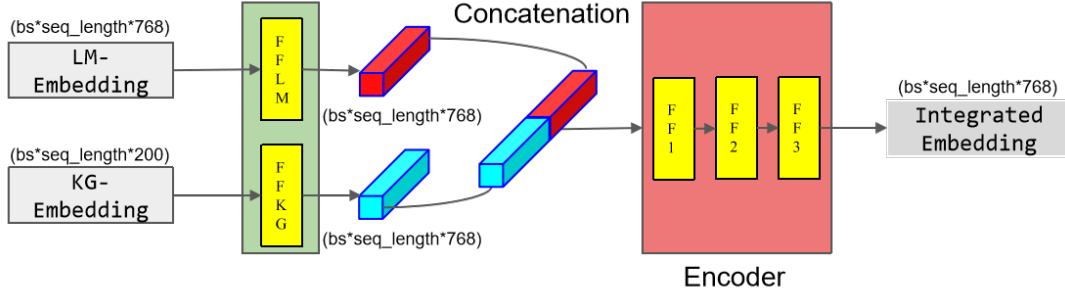 (bs*seq_length*768)
LM-
Embedding
(bs*seq_length*200)
KG-
Embedding
F
F
L
M
F
F
K
G
(bs*seq_length*768)
(bs*seq_length*768)
Concatenation
F
F
1
F
F
2
F
F
3
Encoder
(bs*seq_length*768)
Integrated
Embedding